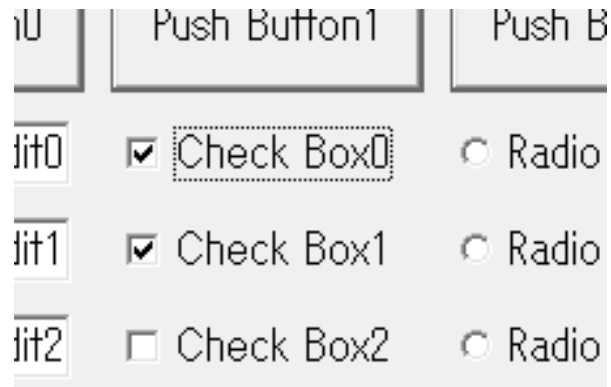 n0 Push Button1 Push B
dit0 Check Box0 Radio
dit1 Check Box1 Radio
dit2 Check Box2 Radio